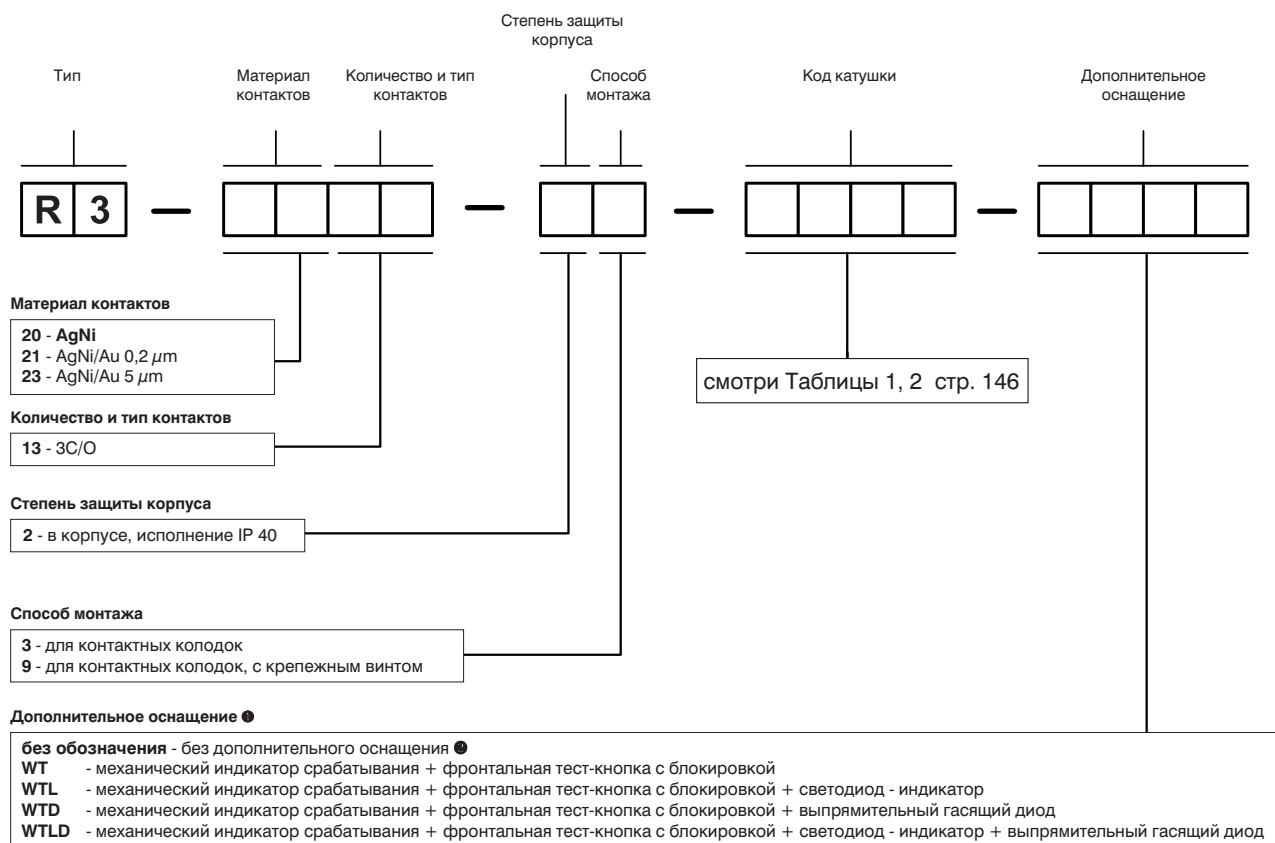 Степень защиты
корпуса
Тип
Материал
контактов
Количество и тип
контактов
Способ
монтажа
Код катушки
Дополнительное
оснащение
R 3 — — — —
Материал контактов
20 - AgNi
21 - AgNi/Au 0,2 µm
23 - AgNi/Au 5 µm
смотри Таблицы 1, 2 стр. 146
Количество и тип контактов
13 - 3C/O
Степень защиты корпуса
2 - в корпусе, исполнение IP 40
Способ монтажа
3 - для контактных колодок
9 - для контактных колодок, с крепежным винтом
Дополнительное оснащение ❶
без обозначения - без дополнительного оснащения ❷
WT - механический индикатор срабатывания + фронтальная тест-кнопка с блокировкой
WTL - механический индикатор срабатывания + фронтальная тест-кнопка с блокировкой + светодиод - индикатор
WTD - механический индикатор срабатывания + фронтальная тест-кнопка с блокировкой + выпрямительный гасящий диод
WTLD - механический индикатор срабатывания + фронтальная тест-кнопка с блокировкой + светодиод - индикатор + выпрямительный гасящий диод